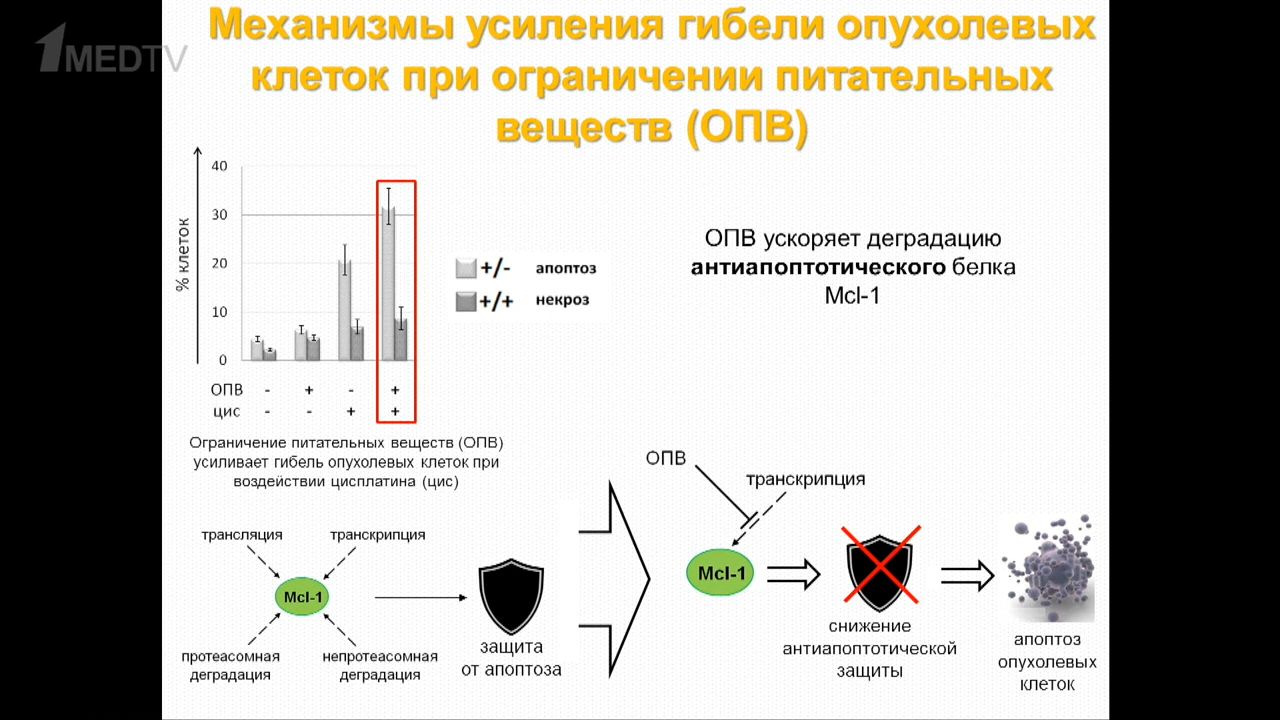 1MEDTV
Механизмы усиления гибели опухолевых
клеток при ограничении питательных
веществ (ОПВ)
% клеток
40
30
20
10
0
ОПВ - + - +
цис - - + +
+/- апоптоз
+/+ некроз
ОПВ ускоряет деградацию
антиапоптотического белка
Mcl-1
Ограничение питательных веществ (ОПВ)
усиливает гибель опухолевых клеток при
воздействии цисплатина (цис)
трансляция
транскрипция
Mcl-1
протеасомная
деградация
непротеасомная
деградация
защита
от апоптоза
ОПВ
транскрипция
Mcl-1
снижение
антиапоптотической
защиты
апоптоз
опухолевых
клеток